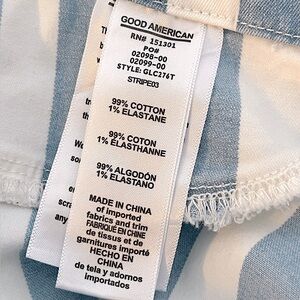 GOOD AMERICAN
RN# 151301
PO#
02098-00
02099-00
STYLE: GLC276T
STRIPE03
99% COTTON
1% ELASTANE
99% COTON
1% ELASTHANNE
99% ALGODÓN
1% ELASTANO
MADE IN CHINA
of imported
fabrics and trim
FABRIQUE EN CHINE
de tissus et de
garnitures importé
HECHO EN
CHINA
de tela y adornos
importados